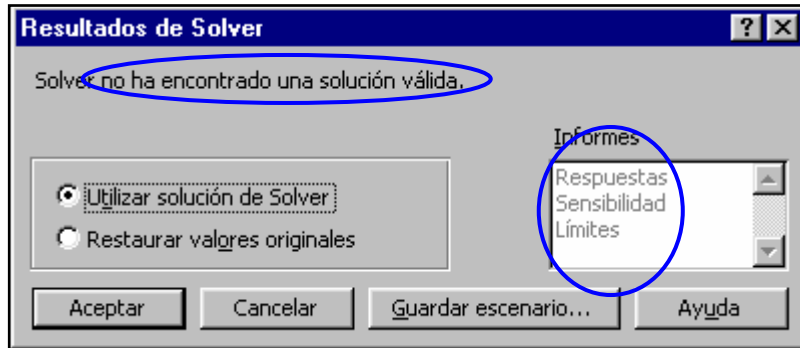 Resultados de Solver
Solver no ha encontrado una solución válida.
Informes
Respuestas
Sensibilidad
Límites
Utilizar solución de Solver
Restaurar valores originales
Aceptar Cancelar Guardar escenario... Ayuda